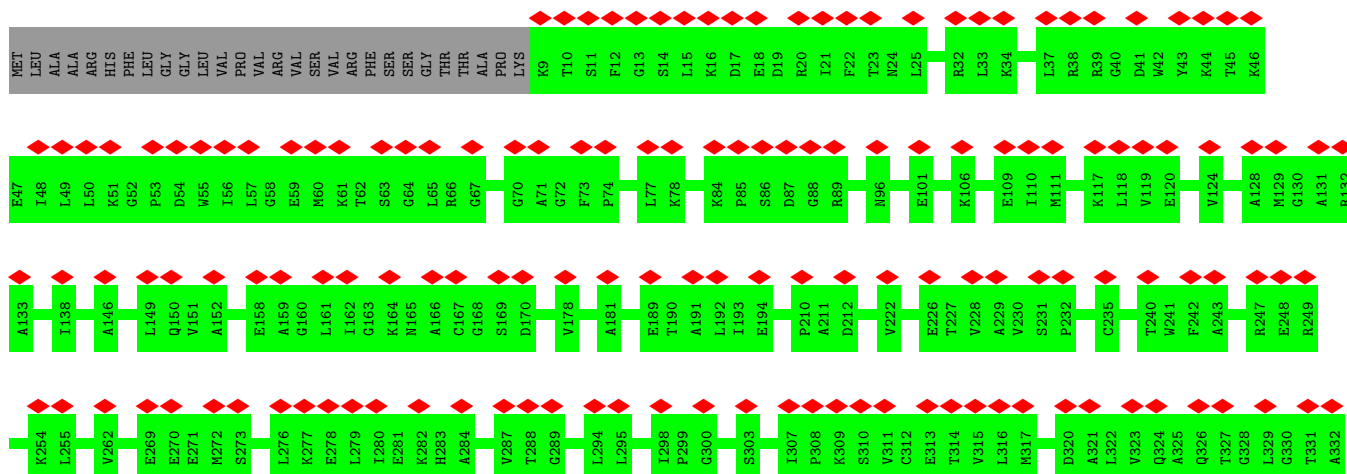 MET LEU ALA ALA ARG HIS PHE LEU GLY GLY LEU VAL PRO VAL ARG VAL SER VAL ARG PHE SER SER GLY THR THR ALA PRO LYS K9 T10 S11 F12 G13 S14 L15 K16 D17 E18 D19 R20 I21 F22 T23 N24 L25 R32 L33 K34 L37 R38 R39 G40 D41 W42 Y43 K44 T45 K46
E47 I48 L49 L50 K51 G52 P53 D54 W55 I56 L57 G58 E59 M60 K61 T62 S63 G64 L65 R66 G67 G70 A71 G72 F73 P74 L77 K78 K84 P85 S86 D87 G88 R89 N96 E101 K106 E109 I110 M111 K117 L118 V119 E120 V124 A128 M129 G130 A131 R132
A133 I138 A146 L149 Q150 V151 A152 E158 A159 G160 L161 I162 G163 K164 N165 A166 G167 G168 S169 D170 V178 A181 E189 T190 A191 L192 I193 E194 P210 A211 D212 V222 E226 T227 V228 A229 V230 S231 P232 C235 T240 W241 F242 A243 R247 E248 R249
K254 L255 V262 E269 E270 E271 M272 S273 L276 K277 E278 L279 I280 E281 K282 H283 A284 V287 T288 G289 L294 L295 I298 P299 G300 S303 I307 P308 K309 S310 V311 C312 E313 T314 V315 L316 M317 D320 A321 L322 V323 Q324 A325 Q326 T327 G328 L329 G330 T331 A332